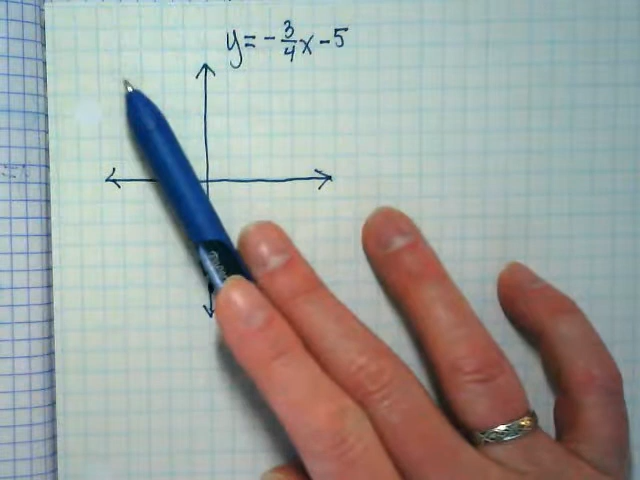 y = -3/4x - 5